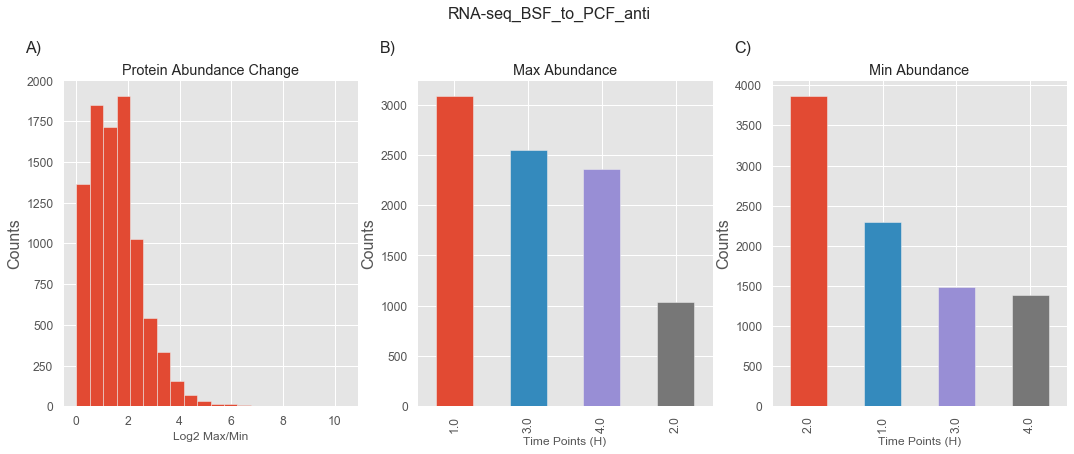 RNA-seq_BSF_to_PCF_anti
A)
Protein Abundance Change
Counts
2000
1750
1500
1250
1000
750
500
250
0
0 2 4 6 8 10
Log2 Max/Min
B)
Max Abundance
Counts
3000
2500
2000
1500
1000
500
0
1.0 3.0 4.0 2.0
Time Points (H)
C)
Min Abundance
Counts
4000
3500
3000
2500
2000
1500
1000
500
0
2.0 1.0 3.0 4.0
Time Points (H)